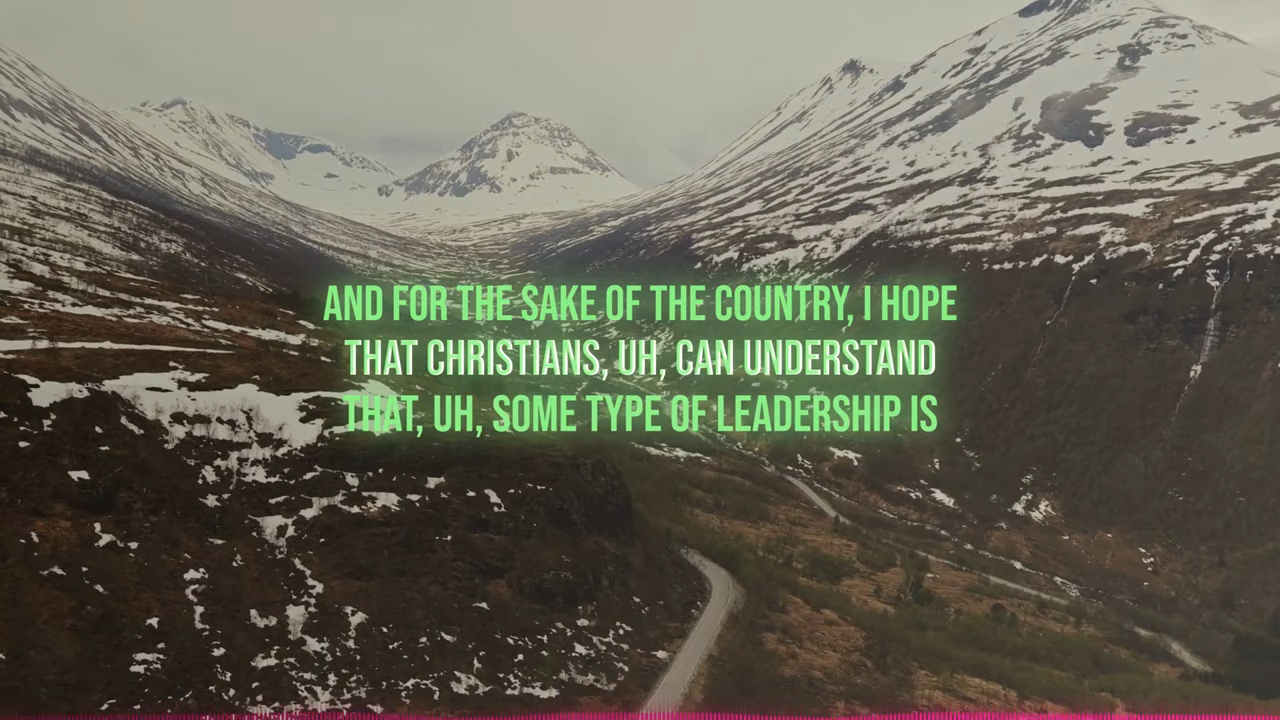 AND FOR THE SAKE OF THE COUNTRY, I HOPE
THAT CHRISTIANS, UH, CAN UNDERSTAND
THAT, UH, SOME TYPE OF LEADERSHIP IS